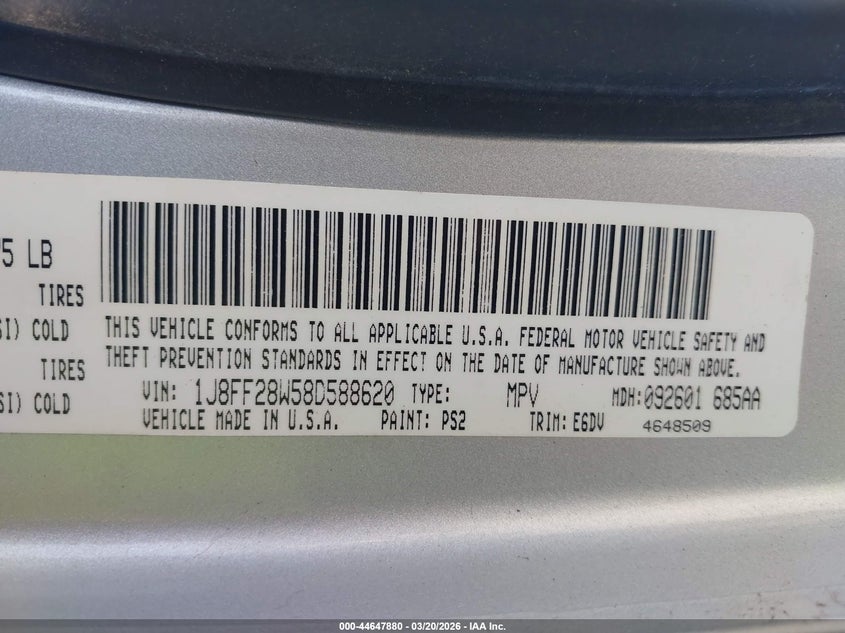 5 LB
TIRES
SI) COLD
TIRES
SI) COLD
THIS VEHICLE CONFORMS TO ALL APPLICABLE U.S.A. FEDERAL MOTOR VEHICLE SAFETY AND
THEFT PREVENTION STANDARDS IN EFFECT ON THE DATE OF MANUFACTURE SHOWN ABOVE.
VIN: 1J8FF28W58D588620 TYPE: MPV MDH: 092601 685AA
VEHICLE MADE IN U.S.A. PAINT: PS2 TRIM: E6DV 4648509
000-44647880 — 03/20/2026 — IAA Inc.